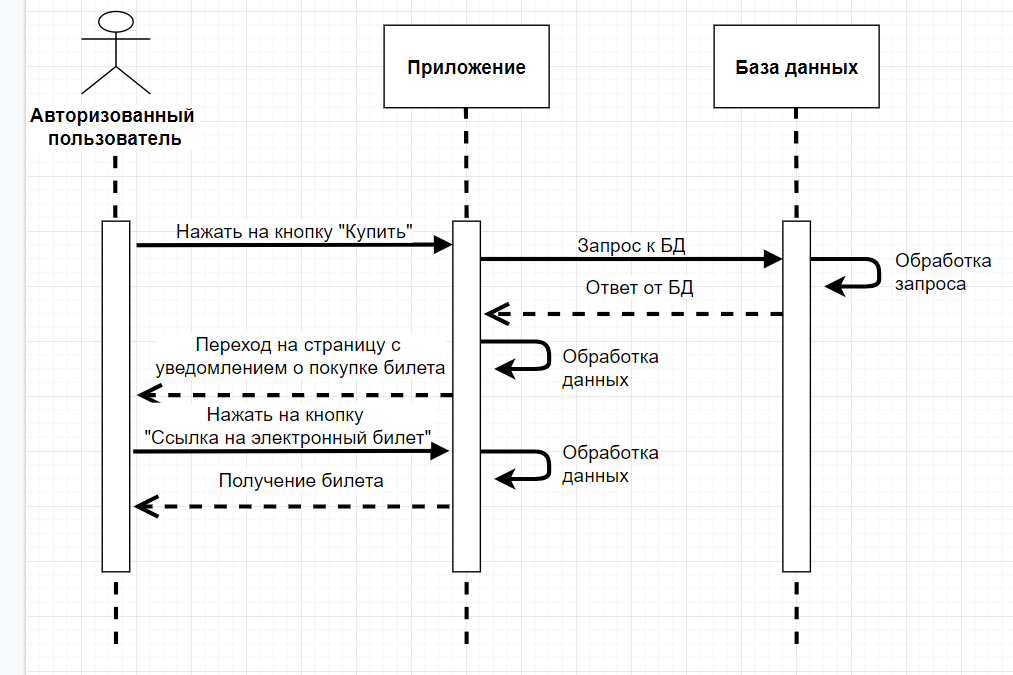 Авторизованный
пользователь
Приложение
База данных
Нажать на кнопку "Купить"
Запрос к БД
Обработка
запроса
Ответ от БД
Переход на страницу с
уведомлением о покупке билета
Обработка
данных
Нажать на кнопку
"Ссылка на электронный билет"
Обработка
данных
Получение билета